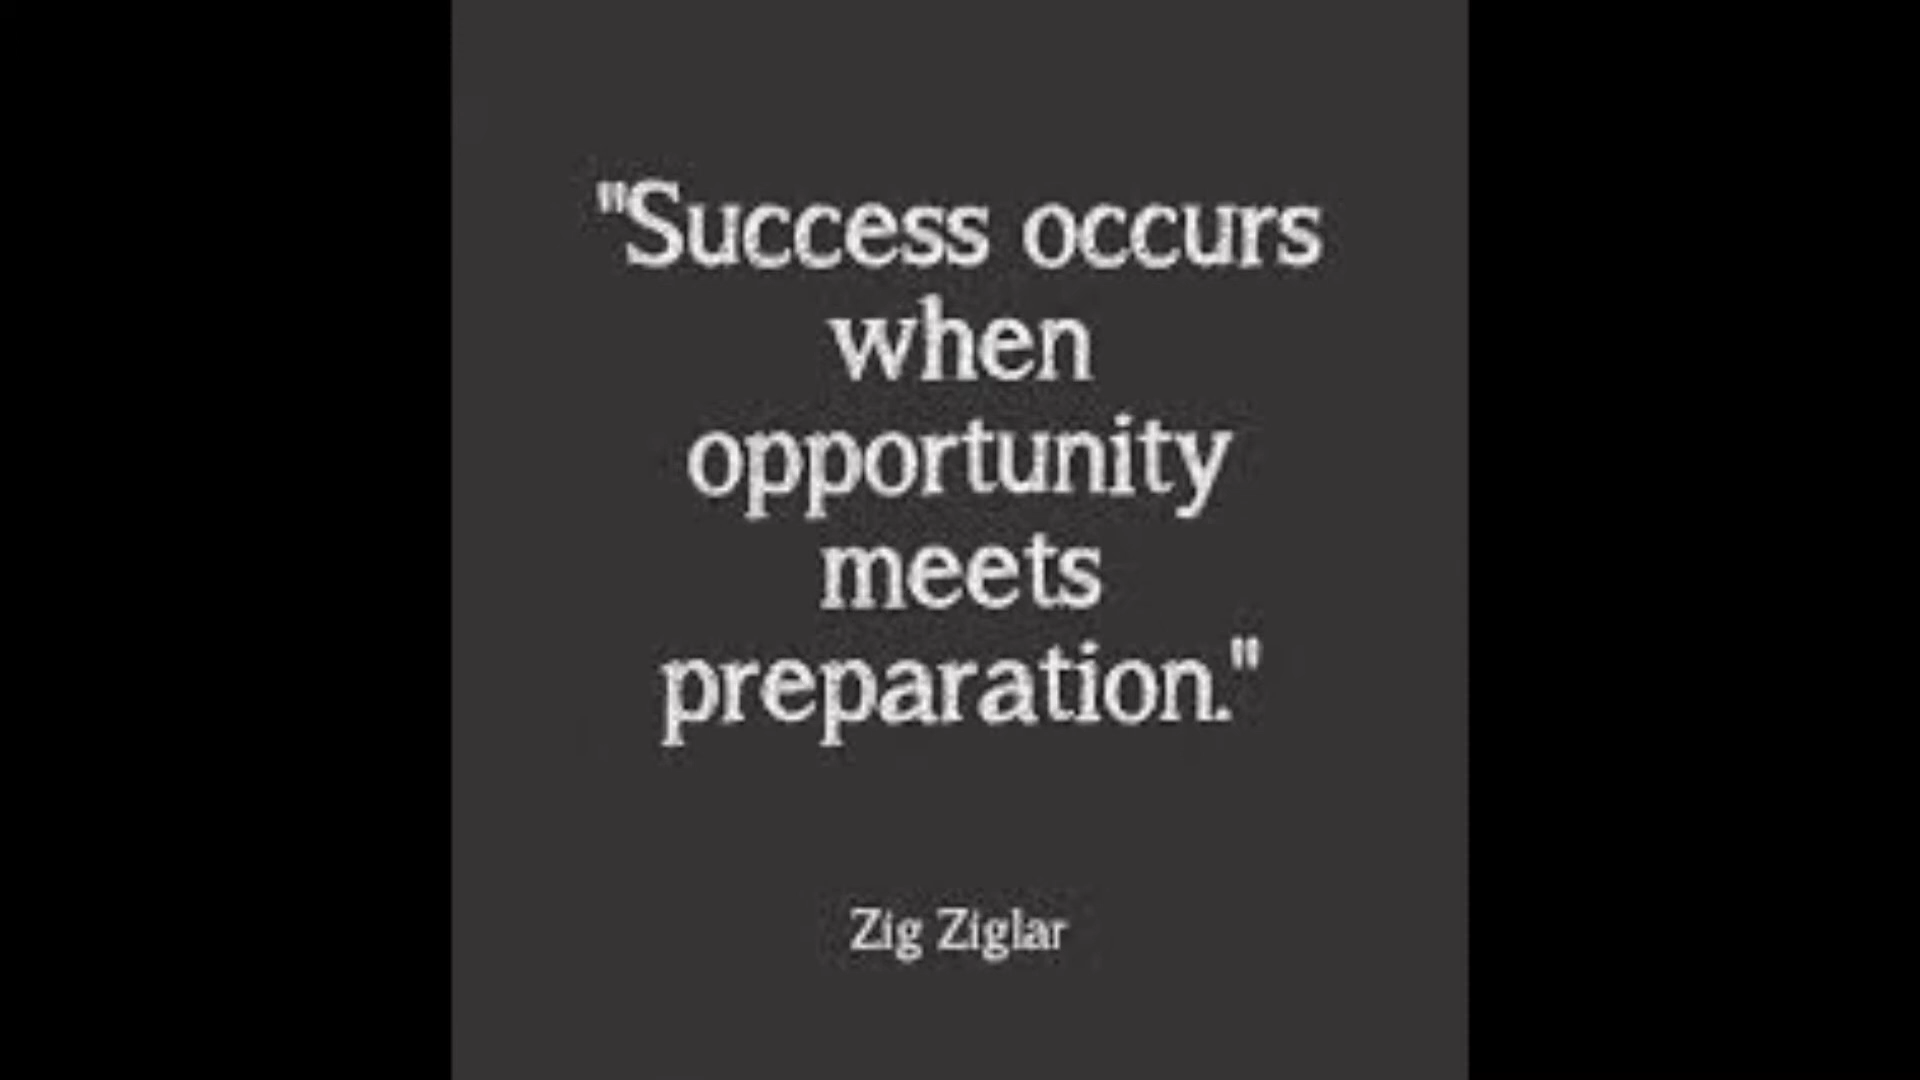 "Success occurs
when
opportunity
meets
preparation."
Zig Ziglar